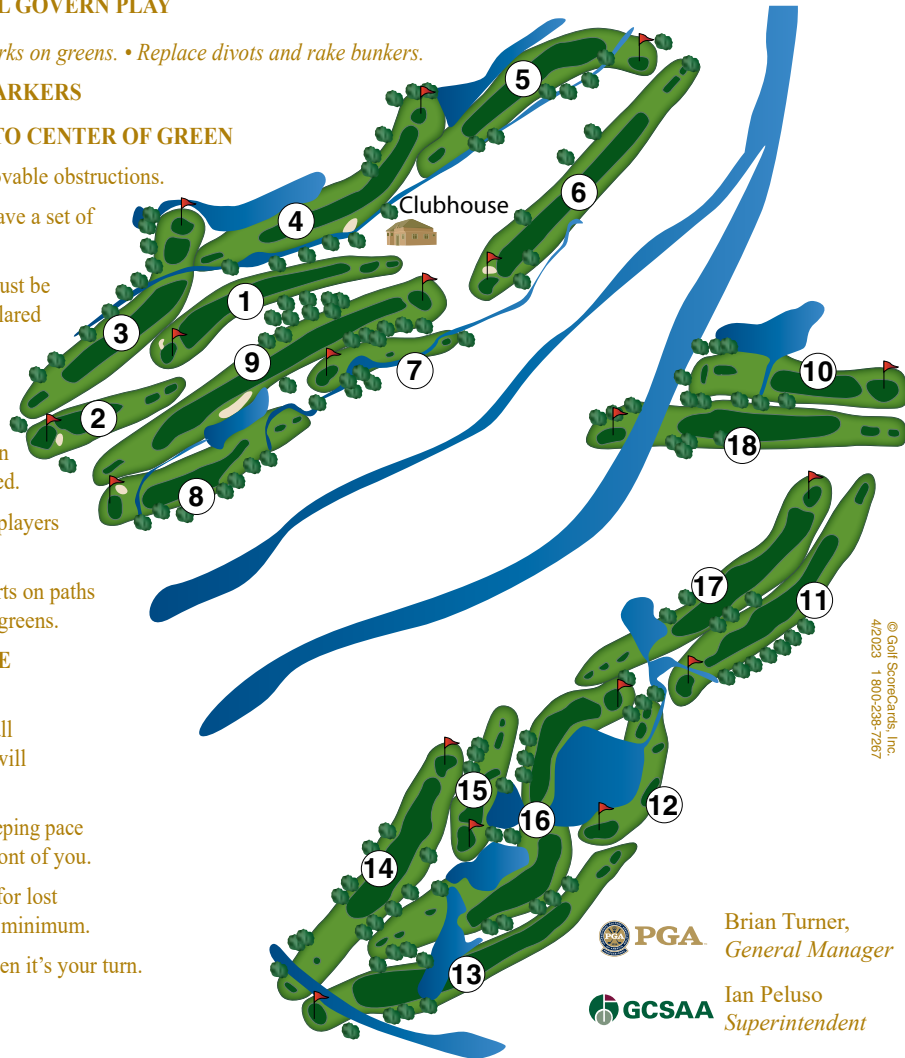 L GOVERN PLAY
rks on greens. • Replace divots and rake bunkers.
ARKERS
TO CENTER OF GREEN
ovable obstructions.
ave a set of
ust be
lared
n
ed.
players
rts on paths
greens.
E
all
will
eping pace
ont of you.
for lost
minimum.
en it's your turn.
5
6
4
Clubhouse
1
3
9
7
2
8
10
18
17
11
15
16
12
14
13
© Golf ScoreCards, Inc.
4/2023 1 800-238-7267
PGA
Brian Turner,
General Manager
GCSAA
Ian Peluso
Superintendent